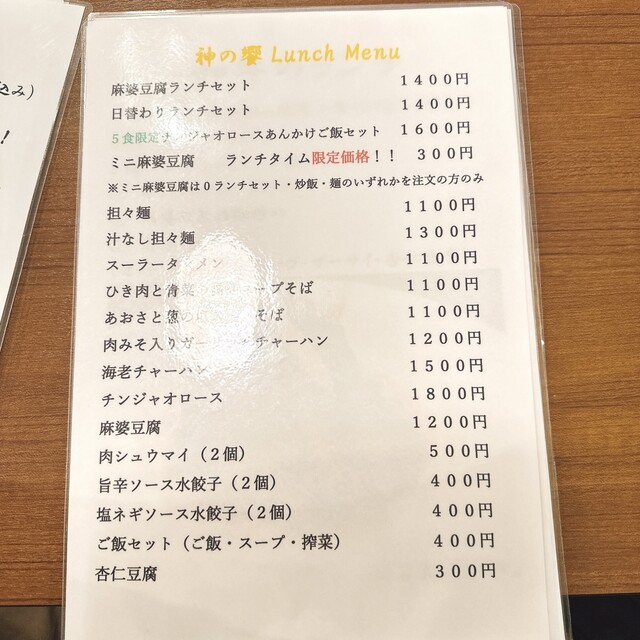 神の響 Lunch Menu
麻婆豆腐ランチセット 1400円
日替わりランチセット 1400円
5食限定チンジャオロースあんかけご飯セット 1600円
ミニ麻婆豆腐 ランチタイム限定価格！！ 300円
※ミニ麻婆豆腐は0ランチセット・炒飯・麺のいずれかを注文の方のみ
担々麺 1100円
汁なし担々麺 1300円
スーラータ メン 1100円
ひき肉と青菜 ープそば 1100円
あおさと葱の そば 1100円
肉みそ入りガー チャーハン 1200円
海老チャーハン 1500円
チンジャオロース 1800円
麻婆豆腐 1200円
肉シュウマイ（2個） 500円
旨辛ソース水餃子（2個） 400円
塩ネギソース水餃子（2個） 400円
ご飯セット（ご飯・スープ・搾菜） 400円
杏仁豆腐 300円
込み）
！